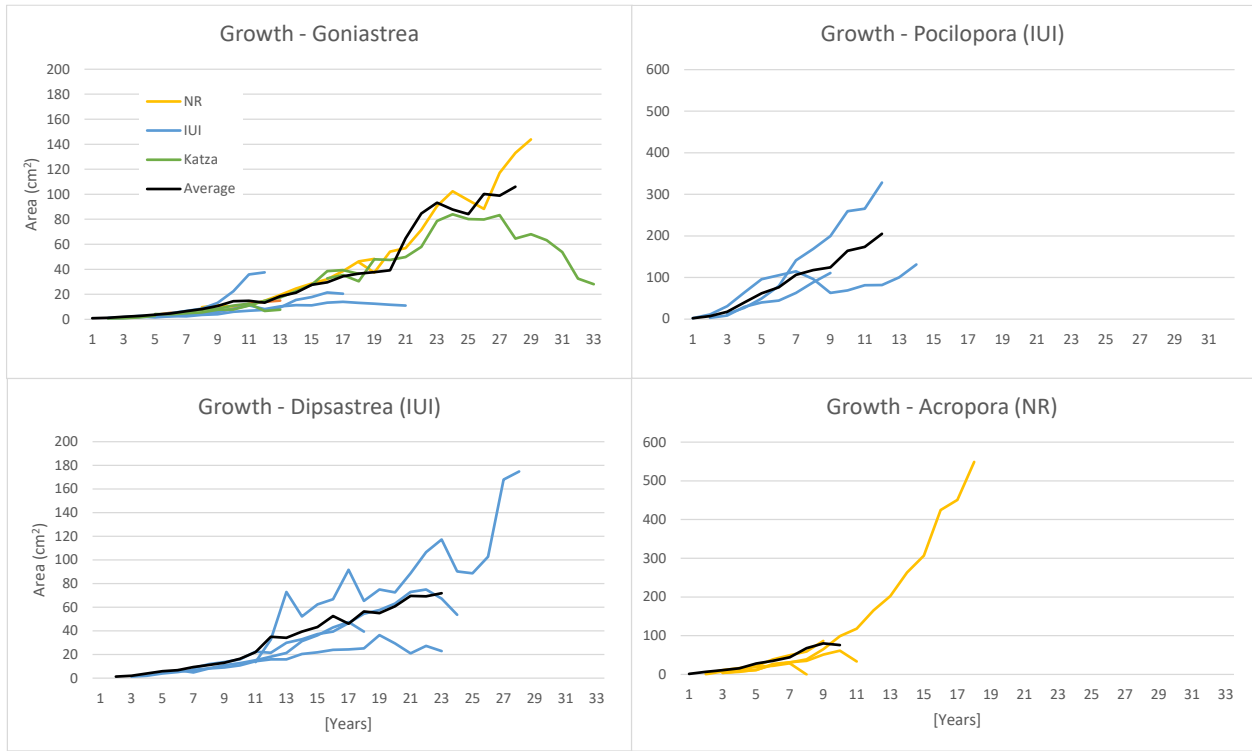 Growth - Goniastrea
200
180
160
140
120
100
80
60
40
20
0
Area (cm²)
NR
IUI
Katza
Average
1 3 5 7 9 11 13 15 17 19 21 23 25 27 29 31 33
Growth - Pocilopora (IUI)
600
500
400
300
200
100
0
1 3 5 7 9 11 13 15 17 19 21 23 25 27 29 31
Growth - Dipsastrea (IUI)
200
180
160
140
120
100
80
60
40
20
0
Area (cm²)
1 3 5 7 9 11 13 15 17 19 21 23 25 27 29 31 33
[Years]
Growth - Acropora (NR)
600
500
400
300
200
100
0
1 3 5 7 9 11 13 15 17 19 21 23 25 27 29 31 33
[Years]